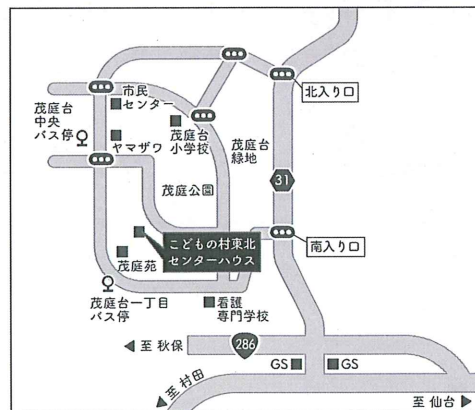 北入り口
市民
センター
茂庭台
中央
バス停
ヤマザワ
茂庭台
小学校
茂庭台
緑地
31
茂庭公園
こどもの村東北
センターハウス
南入り口
茂庭苑
茂庭台一丁目
バス停
看護
専門学校
至 秋保
286
GS
GS
至 村田
至 仙台